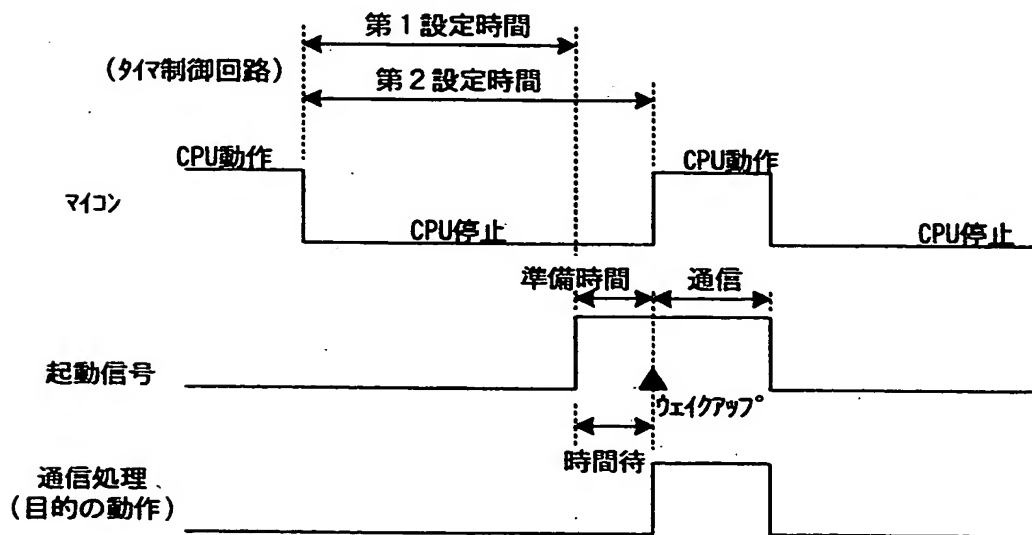 第1設定時間
(タイマ制御回路)
第2設定時間
CPU動作
CPU動作
マイコン
CPU停止
CPU停止
準備時間
通信
起動信号
ウェイクアップ
時間待
通信処理
(目的の動作)